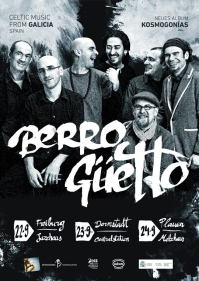 CELTIC MUSIC
FROM GALICIA
SPAIN
NEUES ALBUM
KOSMOGONÍAS
BERRO
GÜETTO
22·9
Freiburg
Jazzhaus
23·9
Darmstadt
Centralstation
24·9
Plauen
Malzhaus